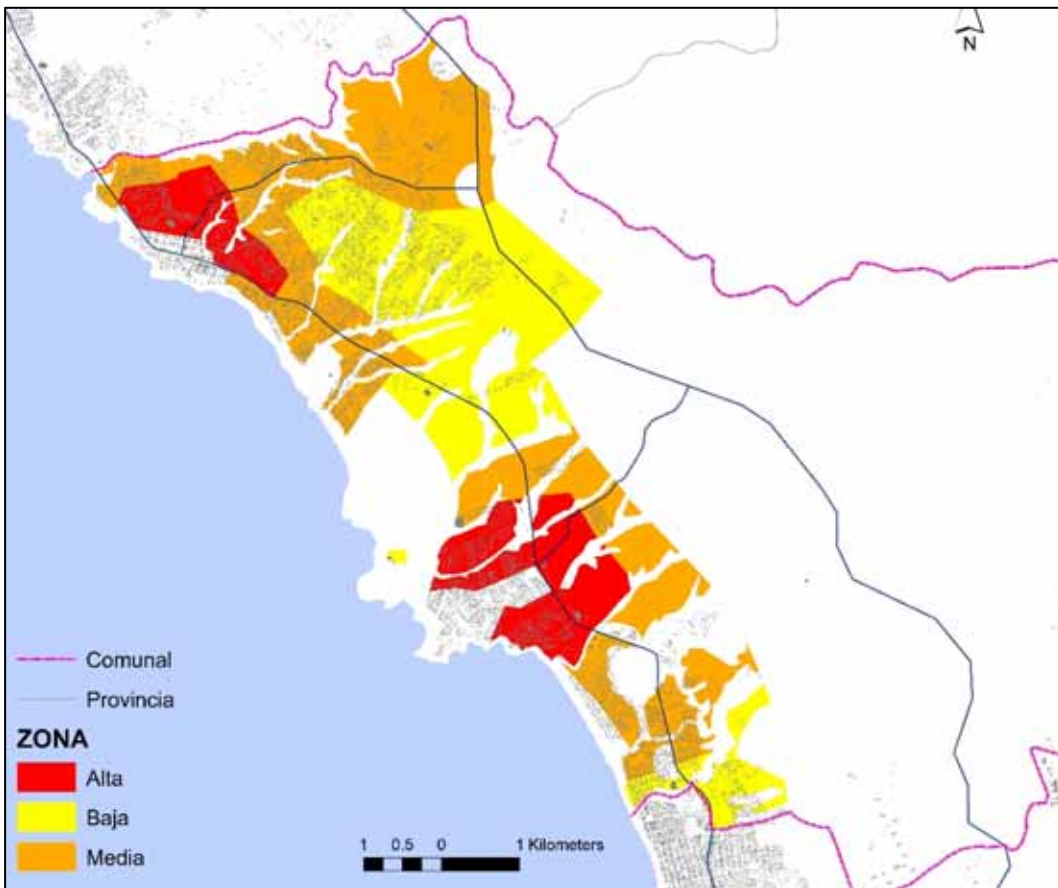 N
Comunal
Provincia
ZONA
Alta
Baja
Media
1 0.5 0 1 Kilometers